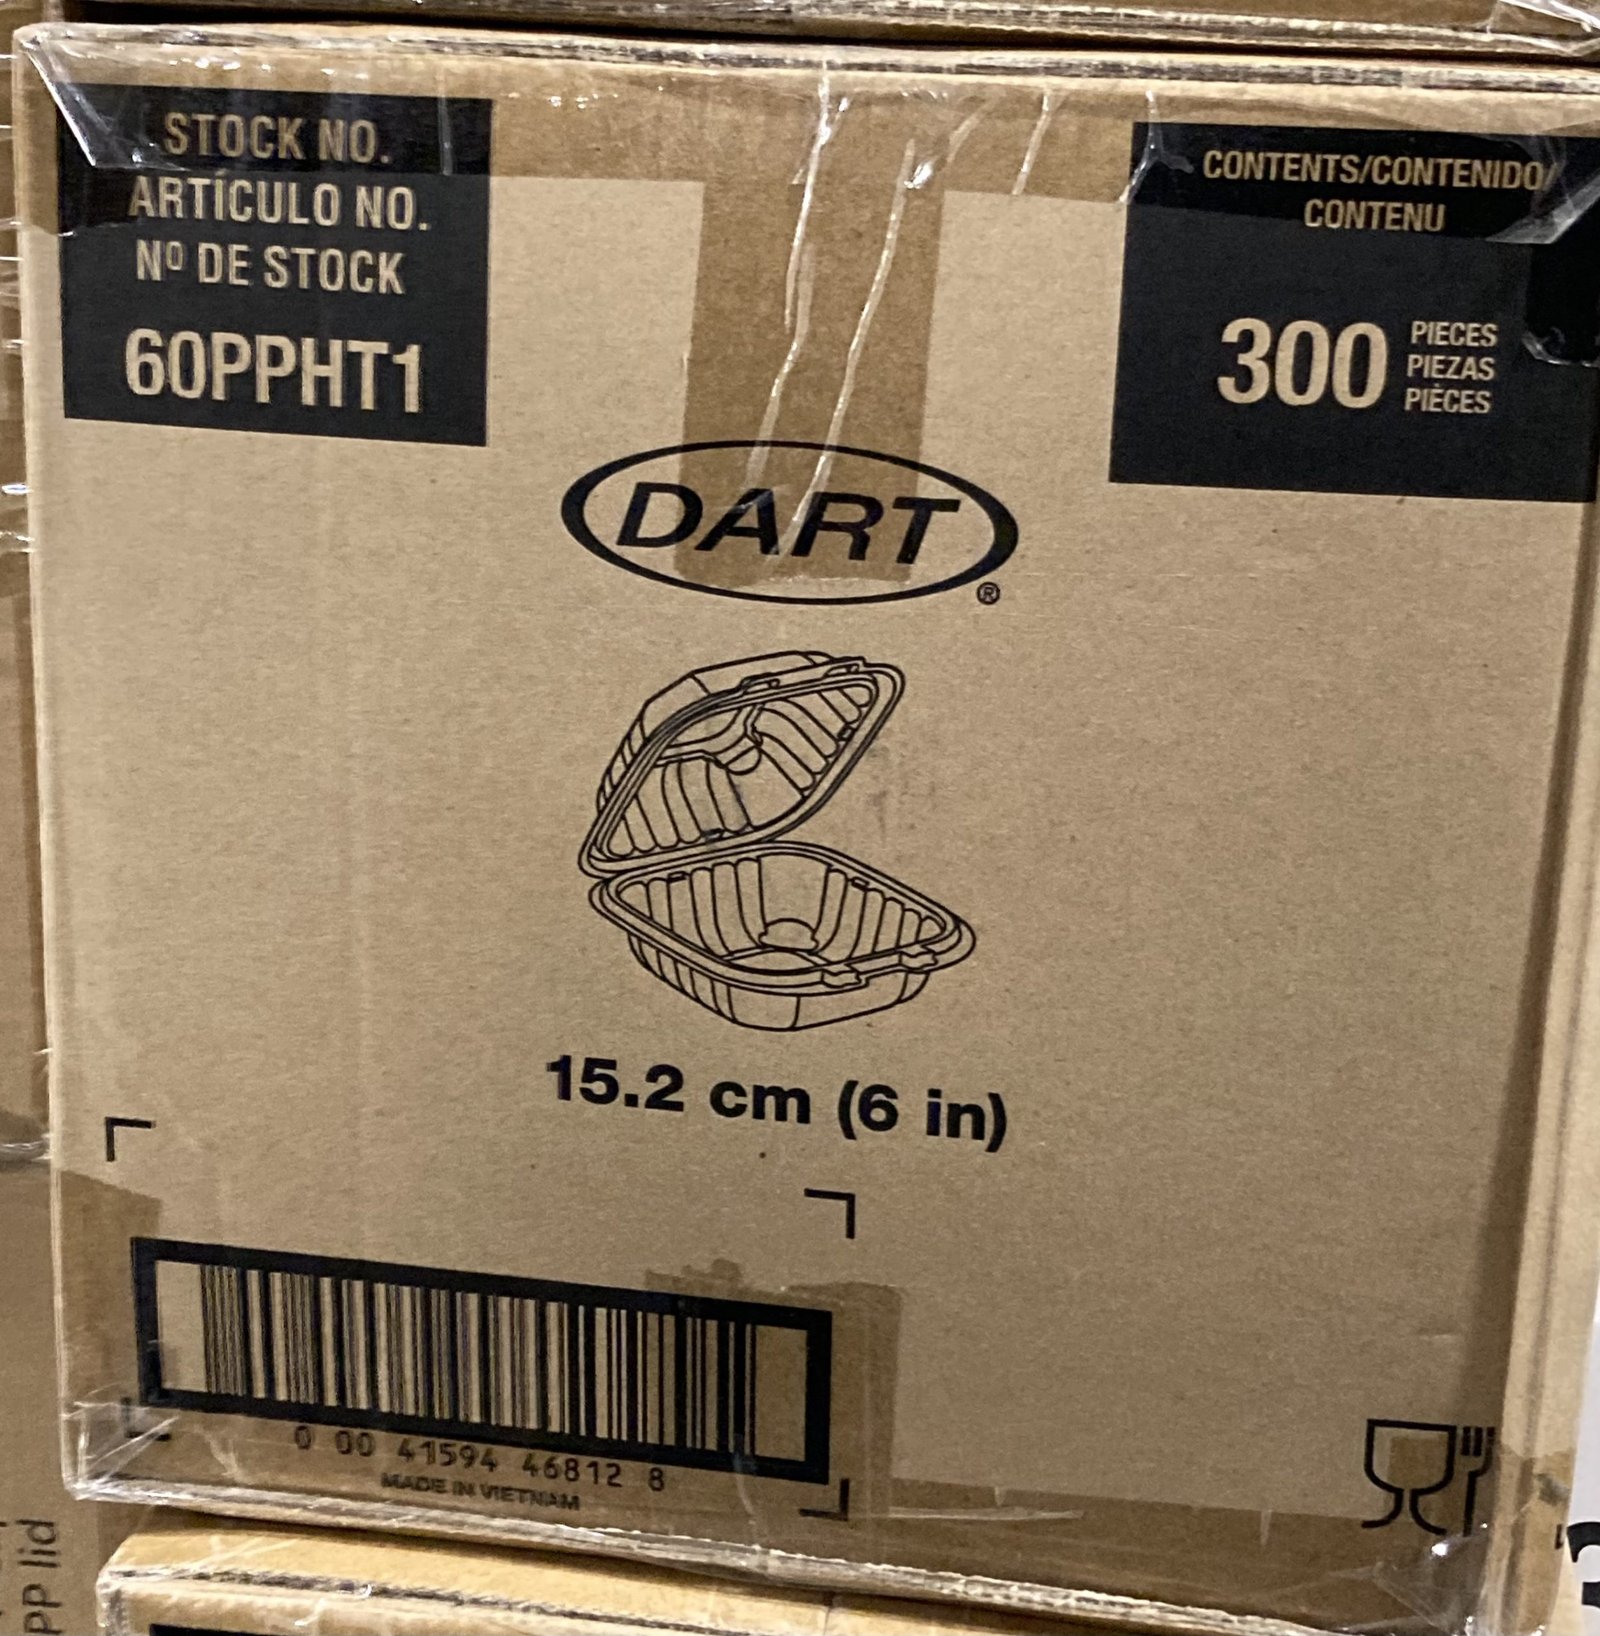 STOCK NO.
ARTÍCULO NO.
Nº DE STOCK
60PPHT1
CONTENTS/CONTENIDO/
CONTENU
300 PIECES
PIEZAS
PIÈCES
DART®
15.2 cm (6 in)
0 00 41594 46812 8
MADE IN VIETNAM
PP lid